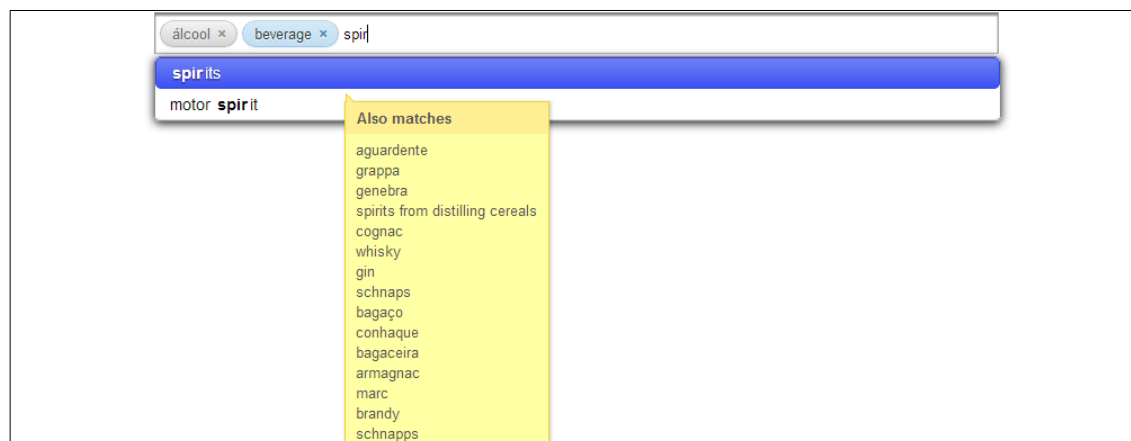 álcool × beverage × spir
spirits
motor spirit
Also matches
aguardente
grappa
genebra
spirits from distilling cereals
cognac
whisky
gin
schnaps
bagaço
conhaque
bagaceira
armagnac
marc
brandy
schnapps